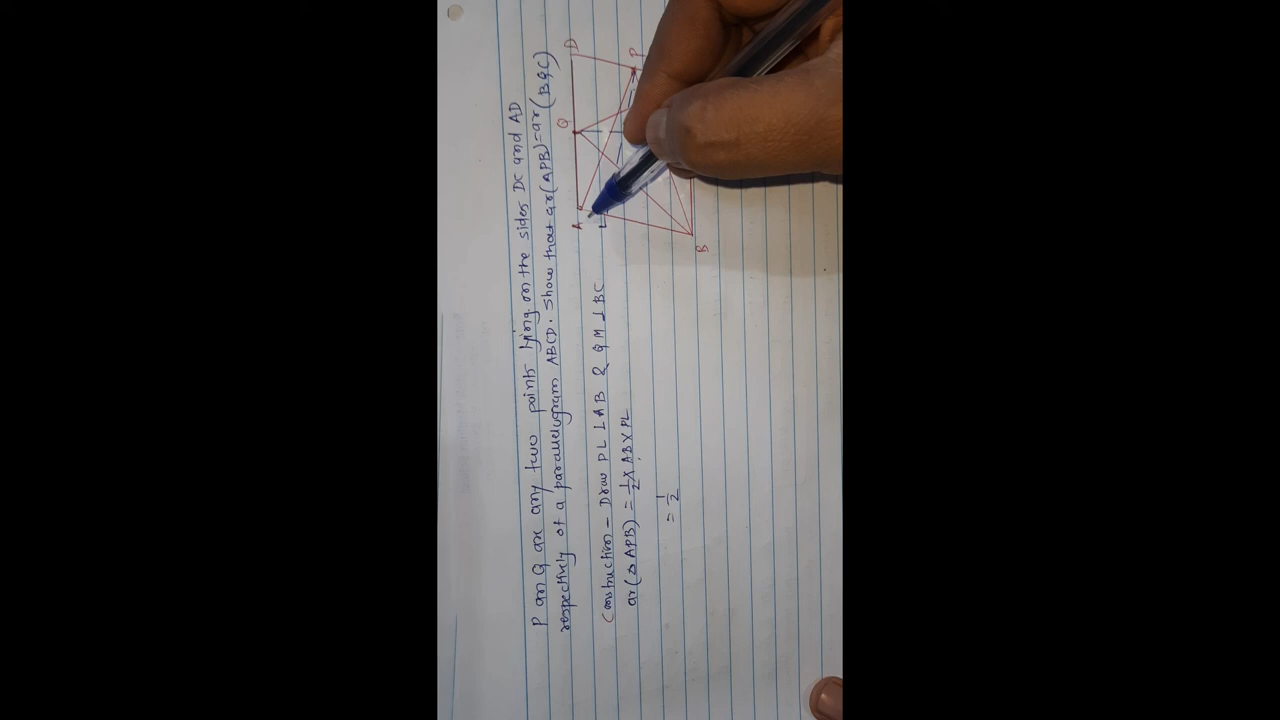 P an Q are any two points lying on the sides DC and AD
respectively of a parallelogram ABCD. Show that ar(APB)=ar(BQC)
Construction - Draw PL ⊥ AB & QM ⊥ BC
ar(△APB) = 1/2 X AB X PL
= 1/2
A
Q
D
L
P
B